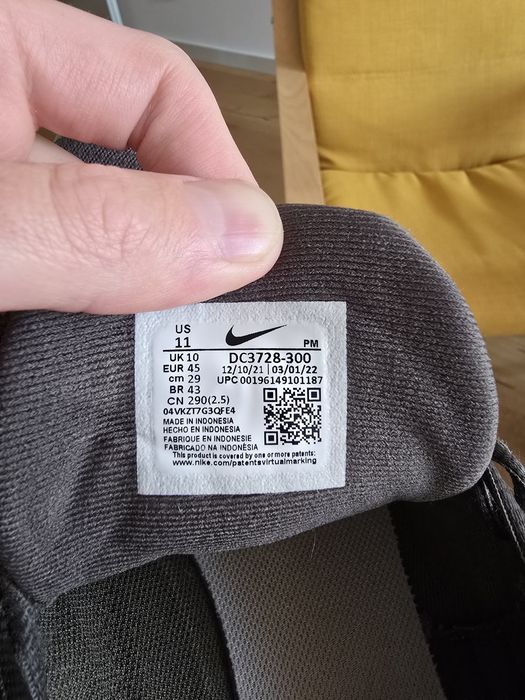 US
11
PM
UK 10
DC3728-300
EUR 45
12/10/21 | 03/01/22
cm 29
UPC 00196149101187
BR 43
CN 290(2.5)
04VKZT7G3QFE4
MADE IN INDONESIA
HECHO EN INDONESIA
FABRIQUE EN INDONESIE
FABRICADO NA INDONÉSIA
This product is covered by one or more patents:
www.nike.com/patentsvirtualmarking